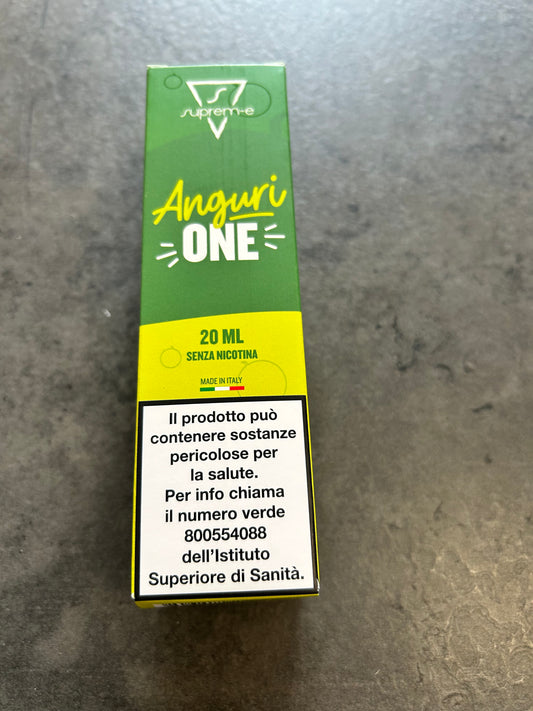 suprem-e
Anguri
ONE
20 ML
SENZA NICOTINA
MADE IN ITALY
Il prodotto può
contenere sostanze
pericolose per
la salute.
Per info chiama
il numero verde
800554088
dell'Istituto
Superiore di Sanità.